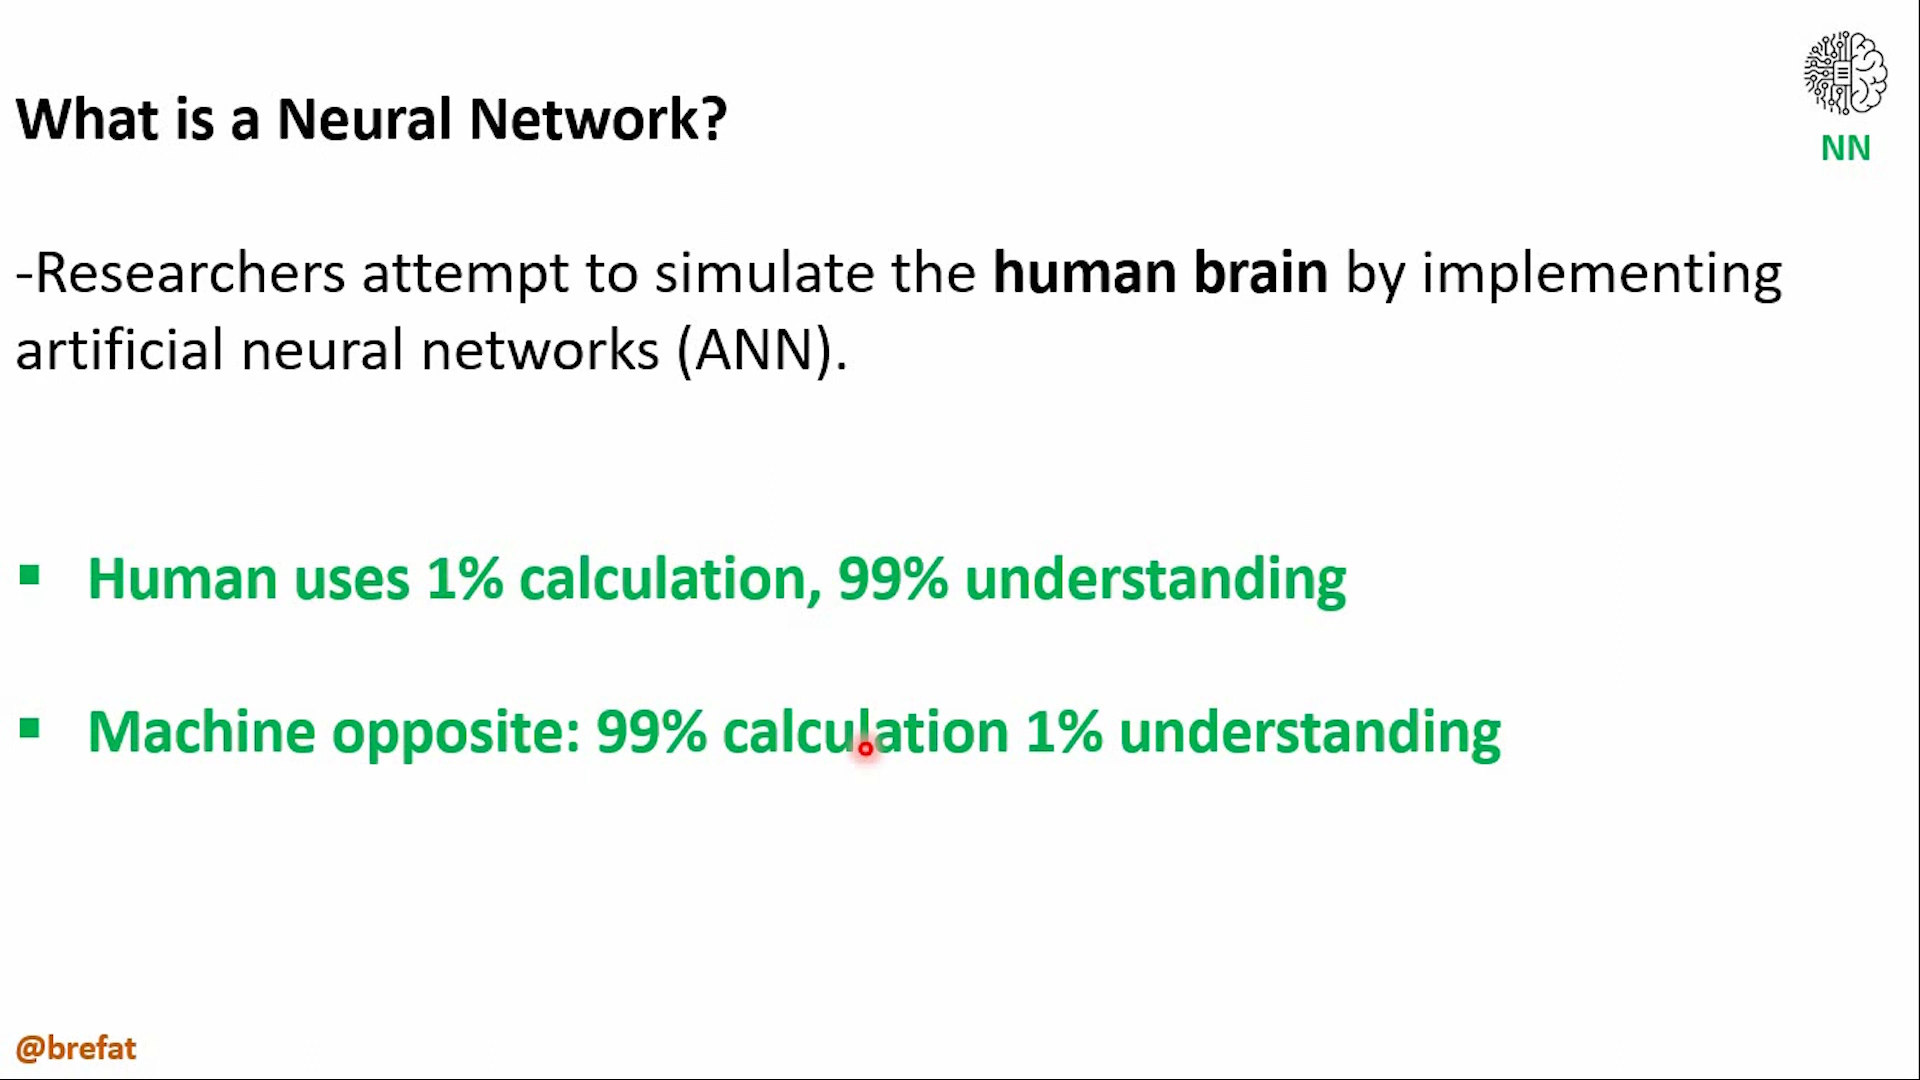 What is a Neural Network?
NN
-Researchers attempt to simulate the human brain by implementing
artificial neural networks (ANN).
▪ Human uses 1% calculation, 99% understanding
▪ Machine opposite: 99% calculation 1% understanding
@brefat